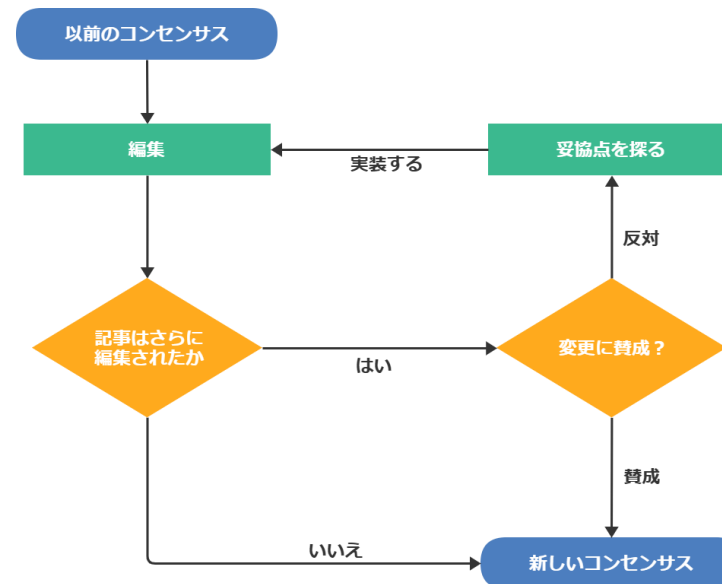 以前のコンセンサス
編集
実装する
妥協点を探る
反対
記事はさらに
編集されたか
はい
変更に賛成？
賛成
いいえ
新しいコンセンサス